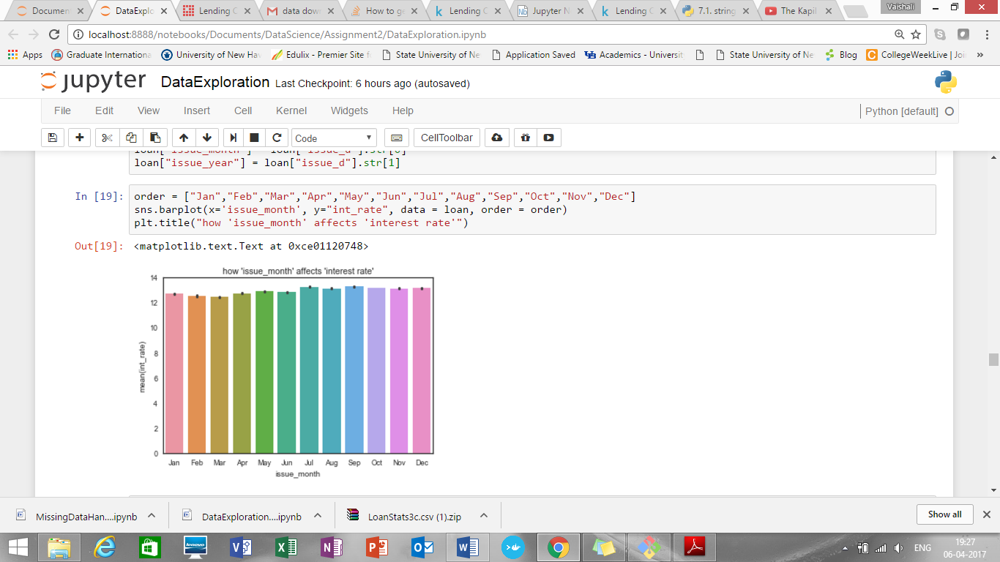 Vaishali
Documen
DataExplo
Lending C
data down
How to ge
Lending C
Jupyter N
Lending C
7.1. string
The Kapil
localhost:8888/notebooks/Documents/DataScience/Assignment2/DataExploration.ipynb
Apps
Graduate Internationa
University of New Hav
Edulix - Premier Site f
State University of Ne
Application Saved
Academics - Universit
State University of Ne
Blog
CollegeWeekLive | Joi
»
jupyter DataExploration Last Checkpoint: 6 hours ago (autosaved)
File Edit View Insert Cell Kernel Widgets Help
Python [default]
Code
CellToolbar
loan["issue_month"] = loan["issue_d"].str[0]
loan["issue_year"] = loan["issue_d"].str[1]
In [19]:
order = ["Jan","Feb","Mar","Apr","May","Jun","Jul","Aug","Sep","Oct","Nov","Dec"]
sns.barplot(x='issue_month', y="int_rate", data = loan, order = order)
plt.title("how 'issue_month' affects 'interest rate'")
Out[19]: <matplotlib.text.Text at 0xce01120748>
how 'issue_month' affects 'interest rate'
14
12
10
8
6
4
2
0
mean(int_rate)
Jan Feb Mar Apr May Jun Jul Aug Sep Oct Nov Dec
issue_month
MissingDataHan....ipynb
DataExploration....ipynb
LoanStats3c.csv (1).zip
Show all
lenovo
ENG
19:27
06-04-2017